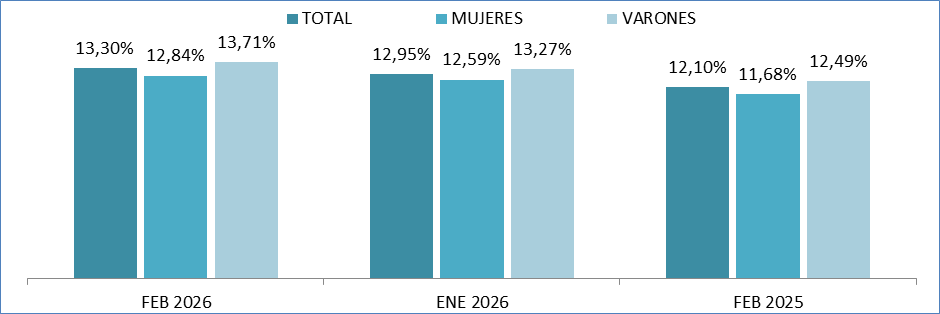 TOTAL MUJERES VARONES
13,30% 12,84% 13,71% 12,95% 12,59% 13,27% 12,10% 11,68% 12,49%
FEB 2026 ENE 2026 FEB 2025